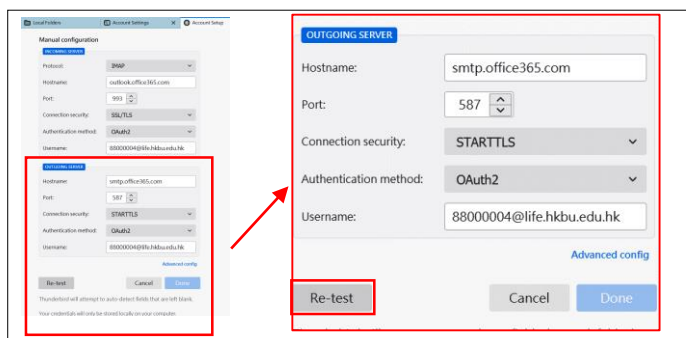 Local Folders
Account Settings
Account Setup
Manual configuration
INCOMING SERVER
Protocol: IMAP
Hostname: outlook.office365.com
Port: 993
Connection security: SSL/TLS
Authentication method: OAuth2
Username: 88000004@life.hkbu.edu.hk
OUTGOING SERVER
Hostname: smtp.office365.com
Port: 587
Connection security: STARTTLS
Authentication method: OAuth2
Username: 88000004@life.hkbu.edu.hk
Advanced config
Re-test Cancel Done
Thunderbird will attempt to auto-detect fields that are left blank.
Your credentials will only be stored locally on your computer.
OUTGOING SERVER
Hostname: smtp.office365.com
Port: 587
Connection security: STARTTLS
Authentication method: OAuth2
Username: 88000004@life.hkbu.edu.hk
Advanced config
Re-test Cancel Done